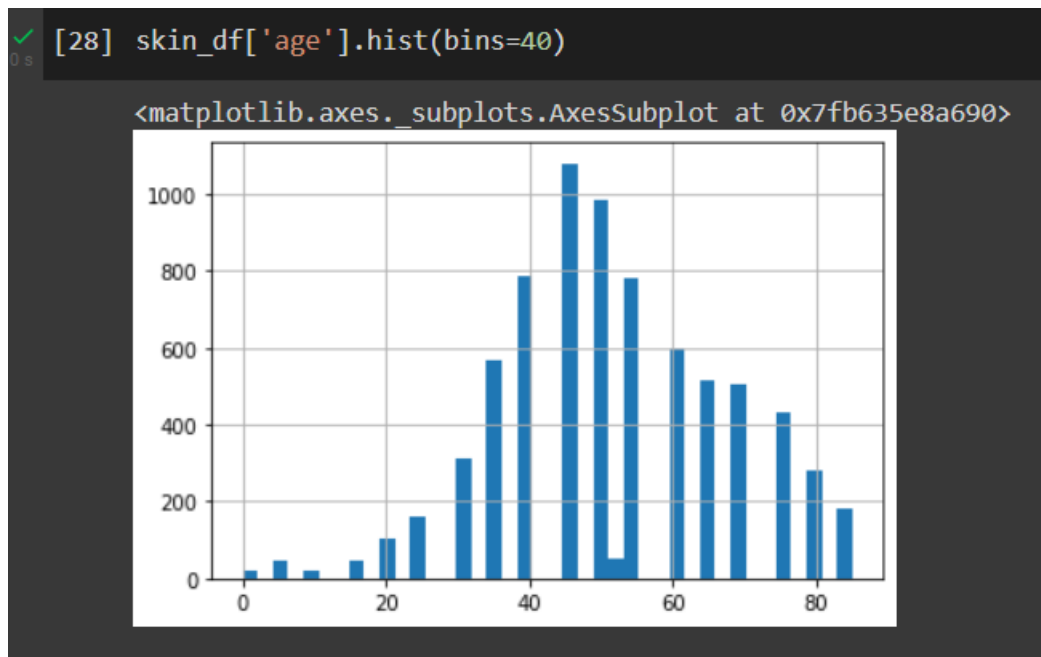 [28] skin_df['age'].hist(bins=40)
0 s
<matplotlib.axes._subplots.AxesSubplot at 0x7fb635e8a690>
1000
800
600
400
200
0
0 20 40 60 80